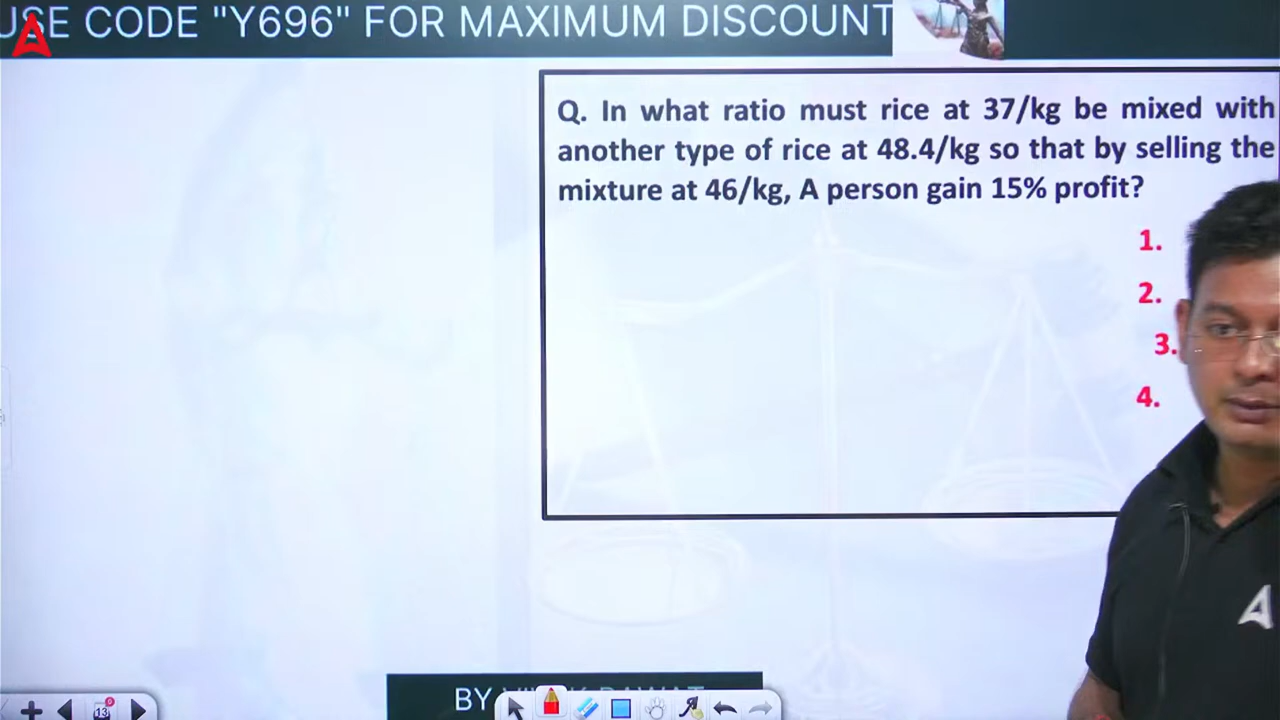 USE CODE "Y696" FOR MAXIMUM DISCOUNT
Q. In what ratio must rice at 37/kg be mixed with
another type of rice at 48.4/kg so that by selling the
mixture at 46/kg, A person gain 15% profit?
1.
2.
3.
4.
BY
13